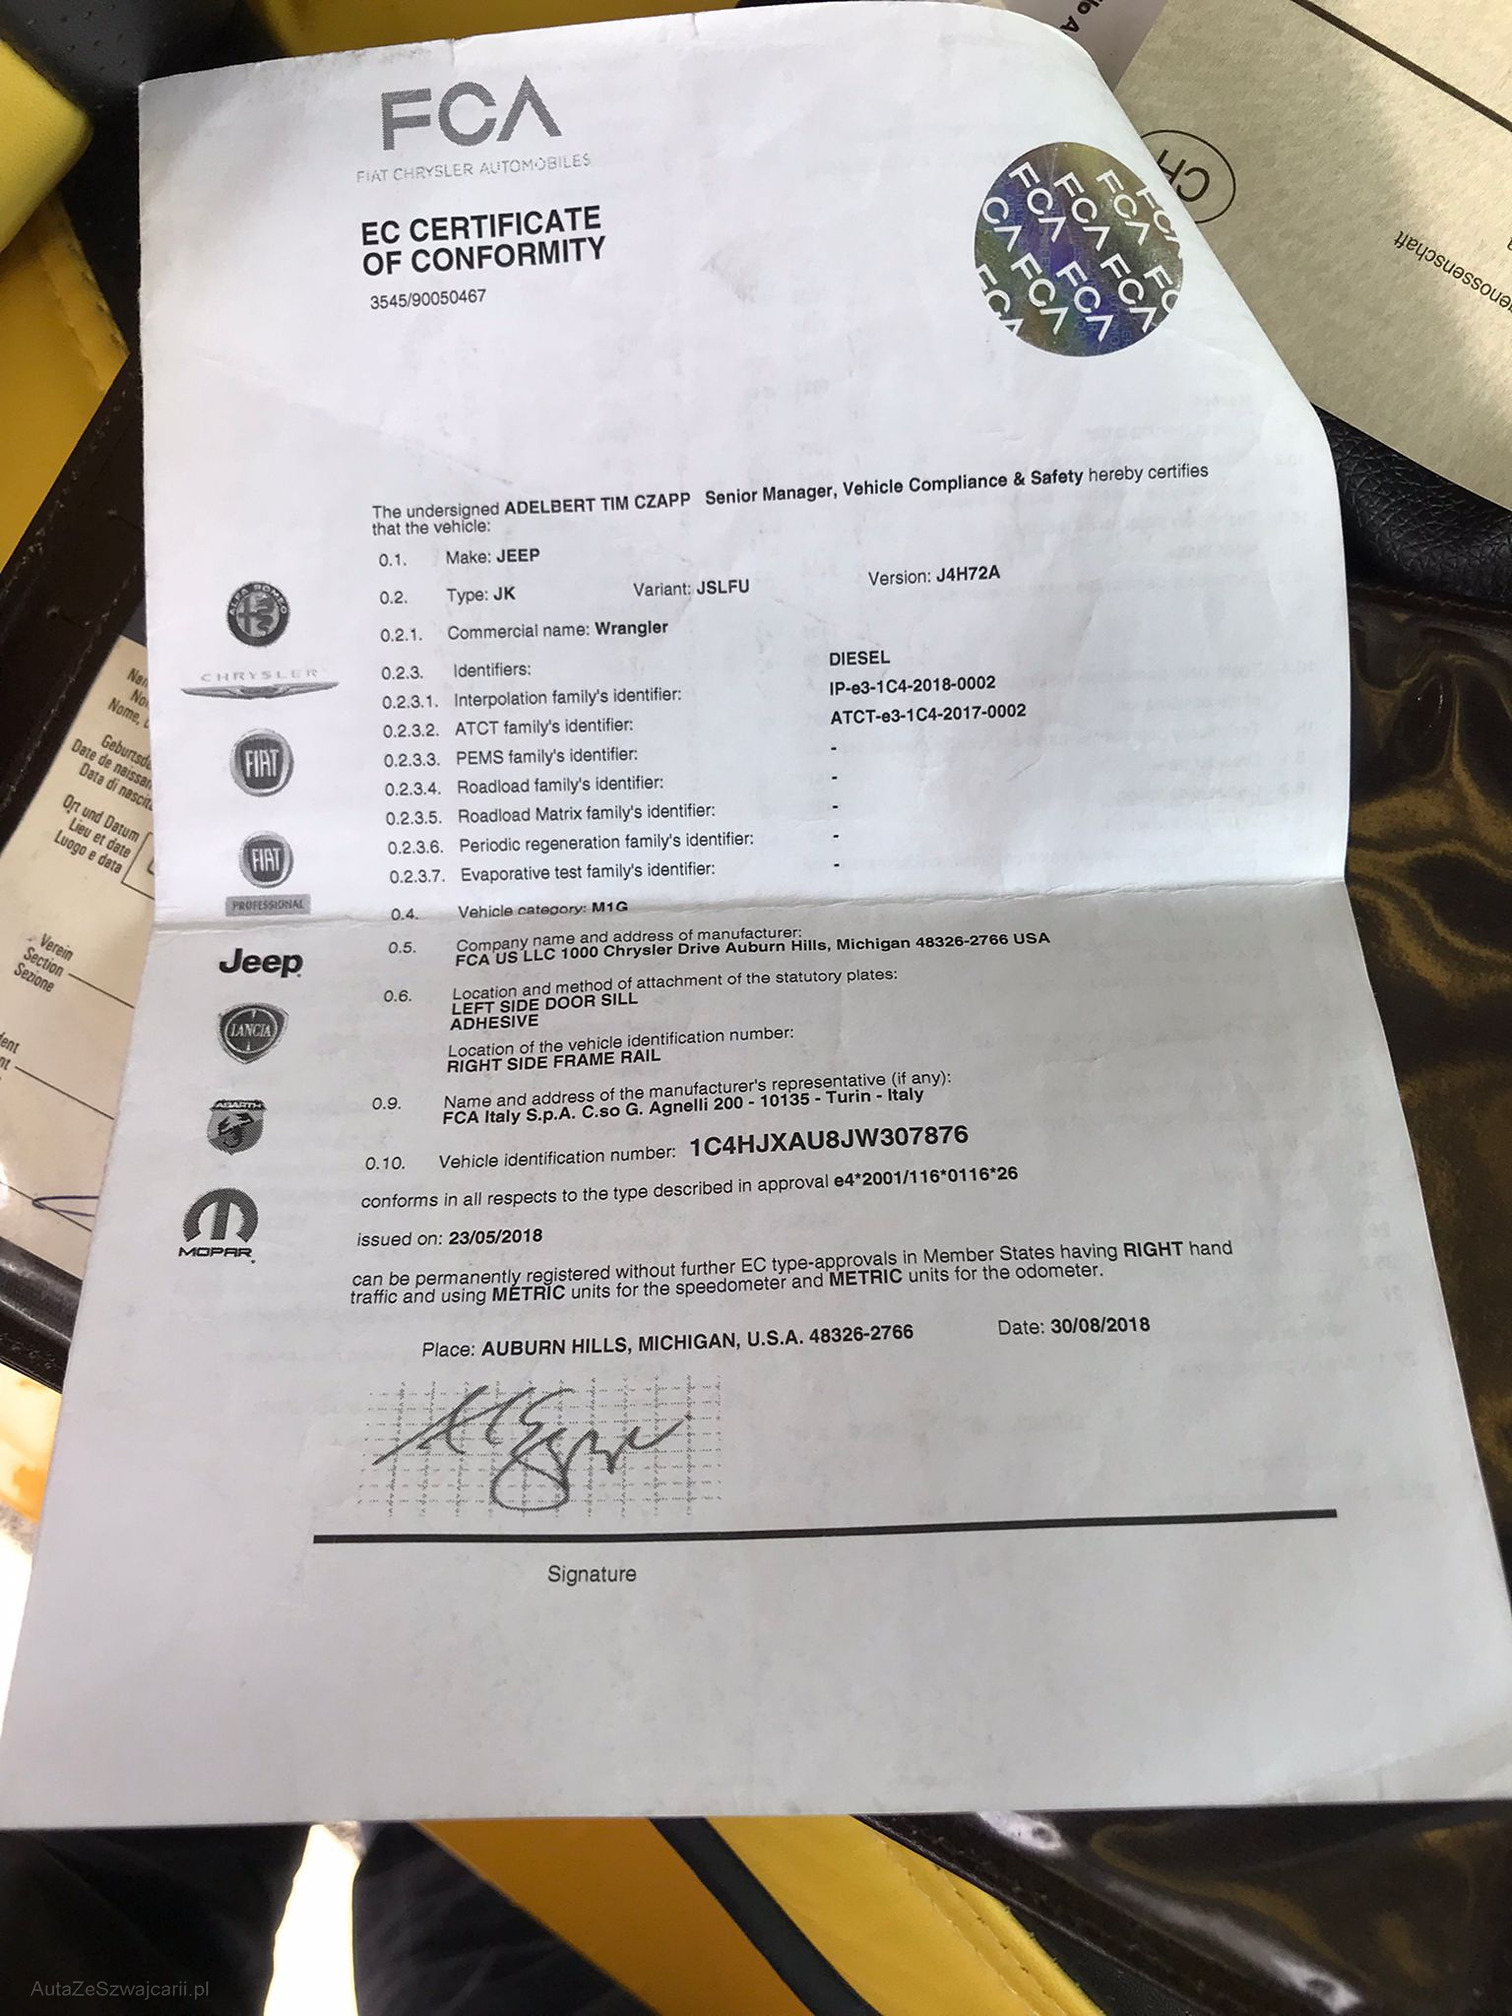 FCA
FIAT CHRYSLER AUTOMOBILES
EC CERTIFICATE
OF CONFORMITY
3545/90050467
FCA FCA FCA FCA
CA FCA FCA FCA FCA
CH
enossenschaft
The undersigned ADELBERT TIM CZAPP Senior Manager, Vehicle Compliance & Safety hereby certifies
that the vehicle:
0.1. Make: JEEP
0.2. Type: JK Variant: JSLFU Version: J4H72A
0.2.1. Commercial name: Wrangler
0.2.3. Identifiers: DIESEL
0.2.3.1. Interpolation family's identifier: IP-e3-1C4-2018-0002
0.2.3.2. ATCT family's identifier: ATCT-e3-1C4-2017-0002
0.2.3.3. PEMS family's identifier: -
0.2.3.4. Roadload family's identifier: -
0.2.3.5. Roadload Matrix family's identifier: -
0.2.3.6. Periodic regeneration family's identifier: -
0.2.3.7. Evaporative test family's identifier: -
0.4. Vehicle category: M1G
0.5. Company name and address of manufacturer:
FCA US LLC 1000 Chrysler Drive Auburn Hills, Michigan 48326-2766 USA
0.6. Location and method of attachment of the statutory plates:
LEFT SIDE DOOR SILL
ADHESIVE
Location of the vehicle identification number:
RIGHT SIDE FRAME RAIL
0.9. Name and address of the manufacturer's representative (if any):
FCA Italy S.p.A. C.so G. Agnelli 200 - 10135 - Turin - Italy
0.10. Vehicle identification number: 1C4HJXAU8JW307876
conforms in all respects to the type described in approval e4*2001/116*0116*26
issued on: 23/05/2018
can be permanently registered without further EC type-approvals in Member States having RIGHT hand
traffic and using METRIC units for the speedometer and METRIC units for the odometer.
Place: AUBURN HILLS, MICHIGAN, U.S.A. 48326-2766 Date: 30/08/2018
Signature
ALFA ROMEO
CHRYSLER
FIAT
FIAT
PROFESSIONAL
Jeep
LANCIA
ABARTH
MOPAR
Nome,
Geburtsd
Date de naissan
Data di nascit
Ort und Datum
Lieu et date
Luogo e data
Verein
Section
Sezione
AutaZeSzwajcarii.pl